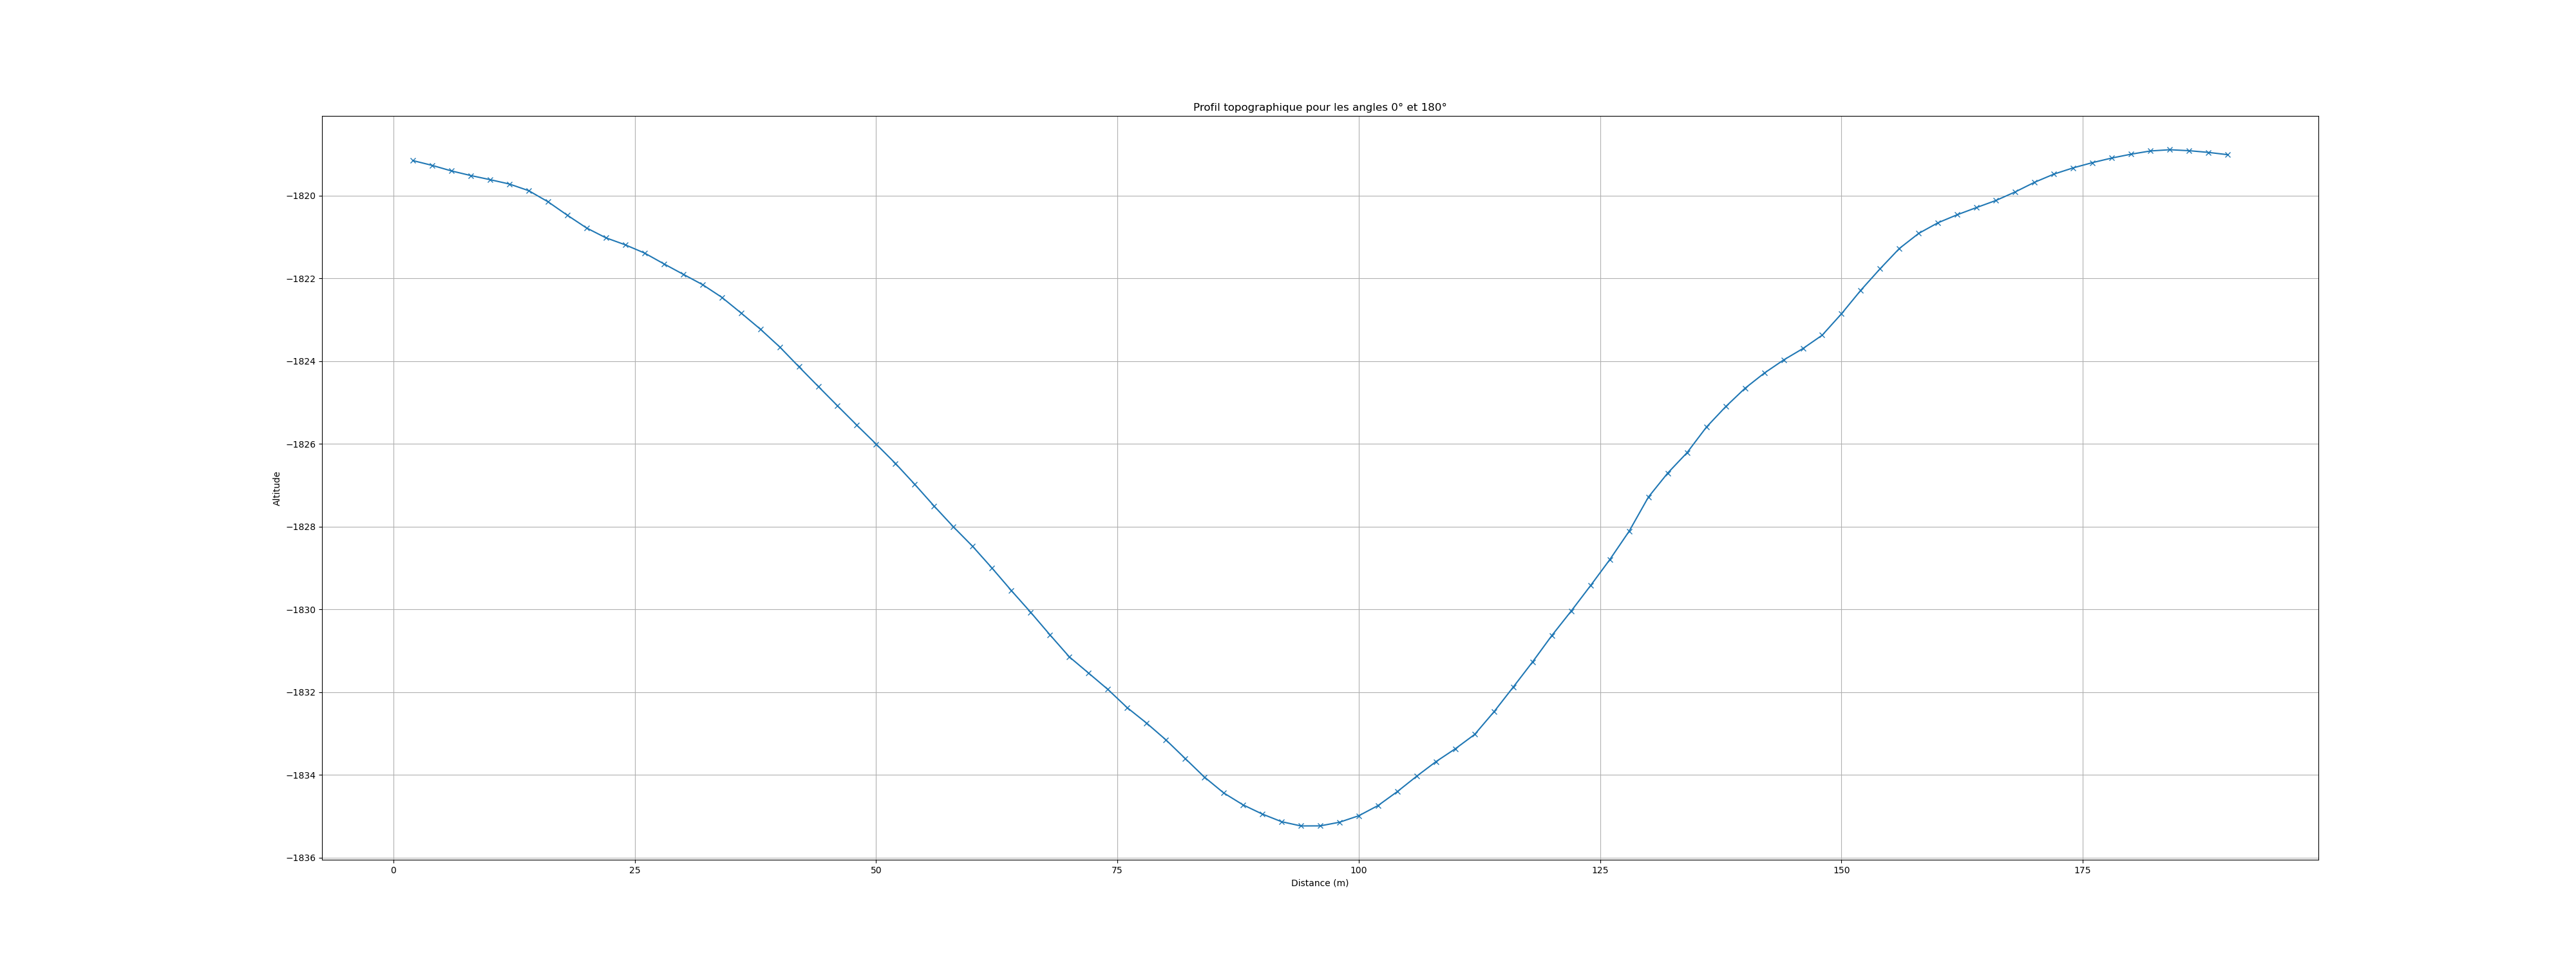 Profil topographique pour les angles 0° et 180°
Altitude
−1820
−1822
−1824
−1826
−1828
−1830
−1832
−1834
−1836
0 25 50 75 100 125 150 175
Distance (m)